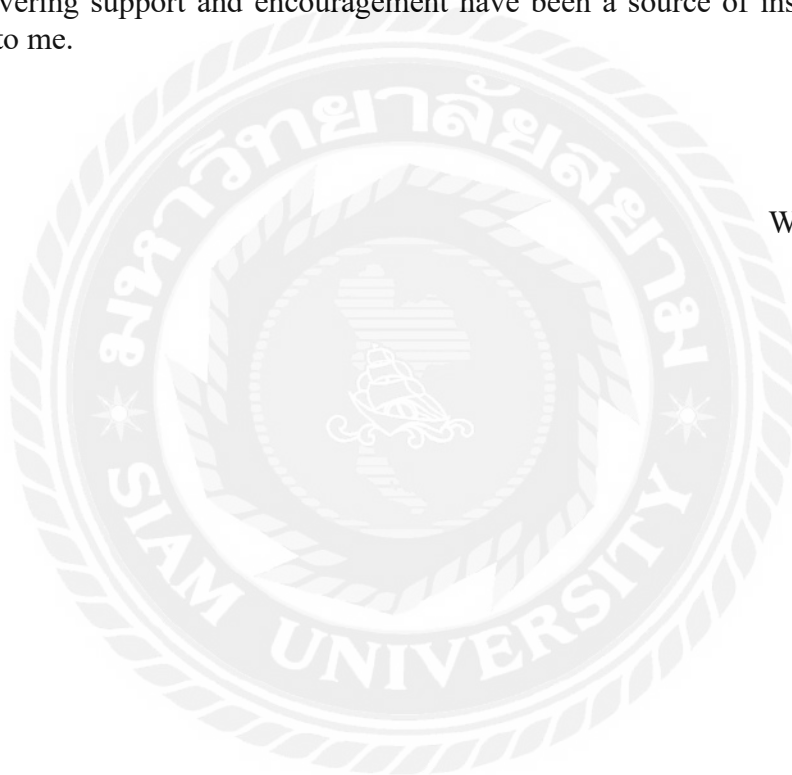 vering support and encouragement have been a source of ins
to me.
W
มหาวิทยาลัยสยาม
SIAM UNIVERSITY